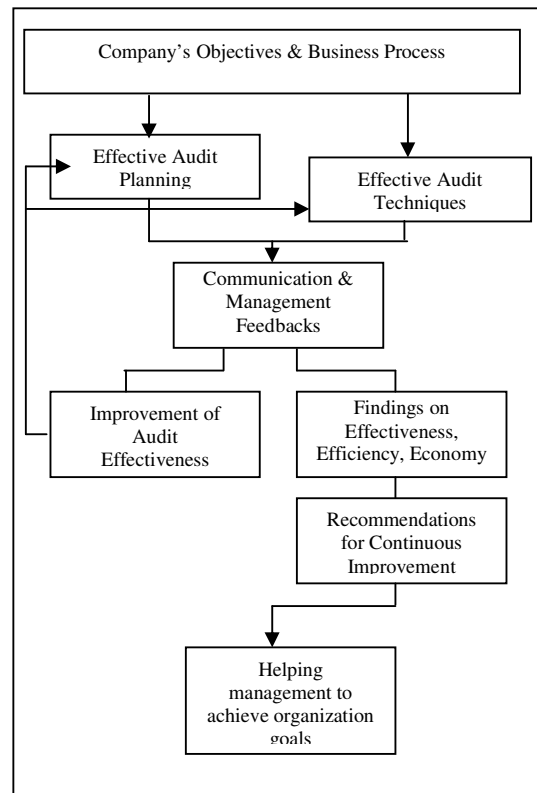 Company's Objectives & Business Process
Effective Audit
Planning
Effective Audit
Techniques
Communication &
Management
Feedbacks
Improvement of
Audit
Effectiveness
Findings on
Effectiveness,
Efficiency, Economy
Recommendations
for Continuous
Improvement
Helping
management to
achieve organization
goals